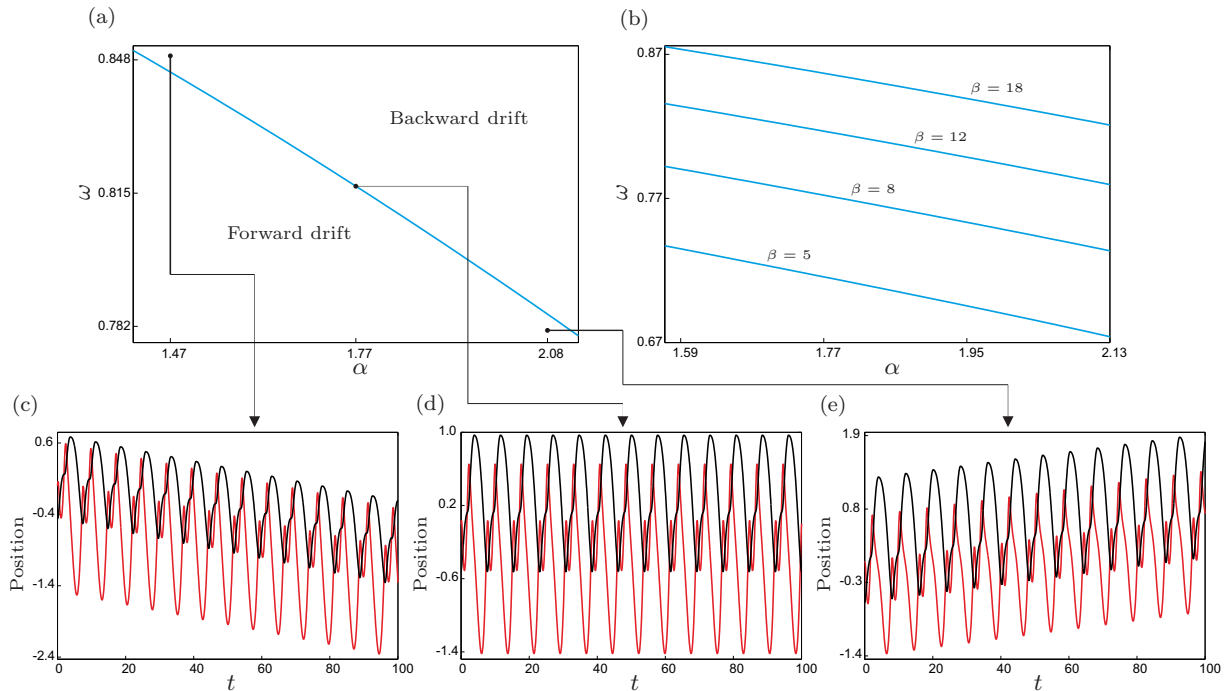 (a)
0.848
0.815
0.782
ω
Backward drift
Forward drift
1.47
1.77
2.08
α
(b)
0.87
0.77
0.67
ω
β = 18
β = 12
β = 8
β = 5
1.59
1.77
1.95
2.13
α
(c)
0.6
-0.4
-1.4
-2.4
Position
0
20
40
60
80
100
t
(d)
1.0
0.2
-0.6
-1.4
Position
0
20
40
60
80
100
t
(e)
1.9
0.8
-0.3
-1.4
Position
0
20
40
60
80
100
t